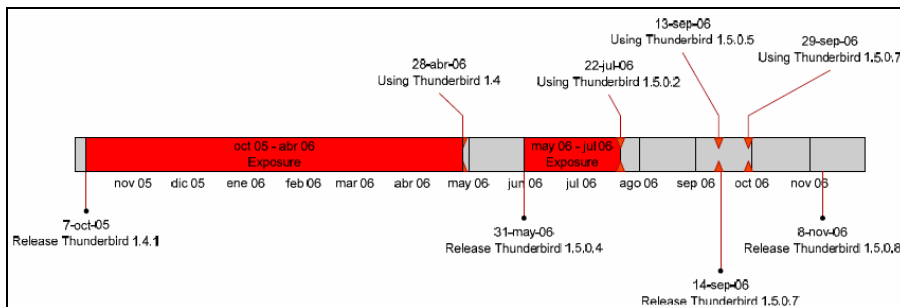 13-sep-06
Using Thunderbird 1.5.0.5
29-sep-06
Using Thunderbird 1.5.0.7
28-abr-06
Using Thunderbird 1.4
22-jul-06
Using Thunderbird 1.5.0.2
oct 05 - abr 06
Exposure
may 06 - jul 06
Exposure
nov 05 dic 05 ene 06 feb 06 mar 06 abr 06 may 06 jun 06 jul 06 ago 06 sep 06 oct 06 nov 06
7-oct-05
Release Thunderbird 1.4.1
31-may-06
Release Thunderbird 1.5.0.4
8-nov-06
Release Thunderbird 1.5.0.8
14-sep-06
Release Thunderbird 1.5.0.7